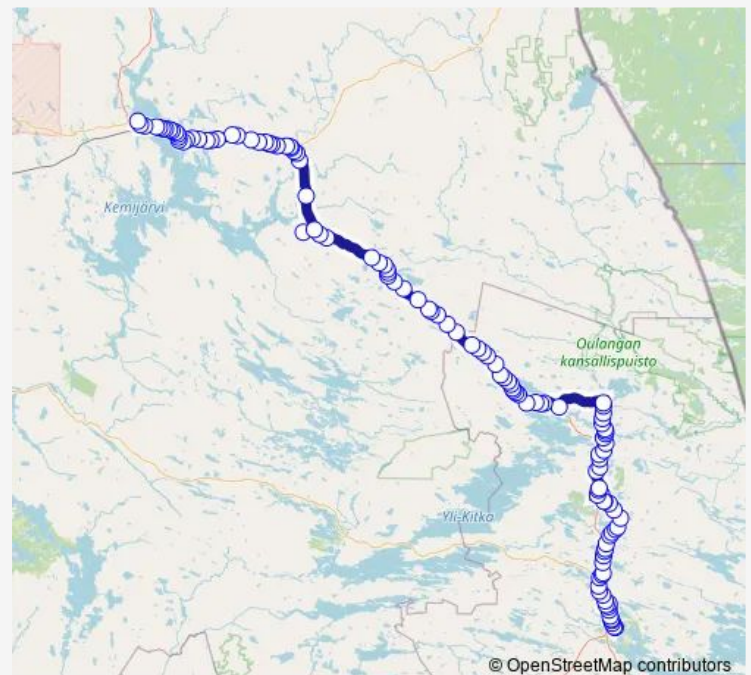 Kemijärvi
Oulangan
kansallispuisto
Yli-Kitka
© OpenStreetMap contributors